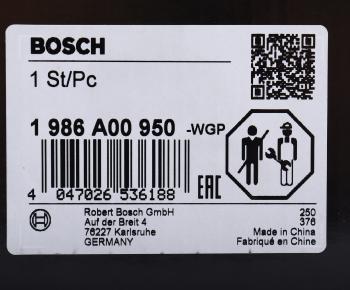 BOSCH
1 St/Pc
1 986 A00 950 -WGP
4 047026 536188
EAC
Robert Bosch GmbH
Auf der Breit 4
76227 Karlsruhe
GERMANY
250
376
Made in China
Fabriqué en Chine